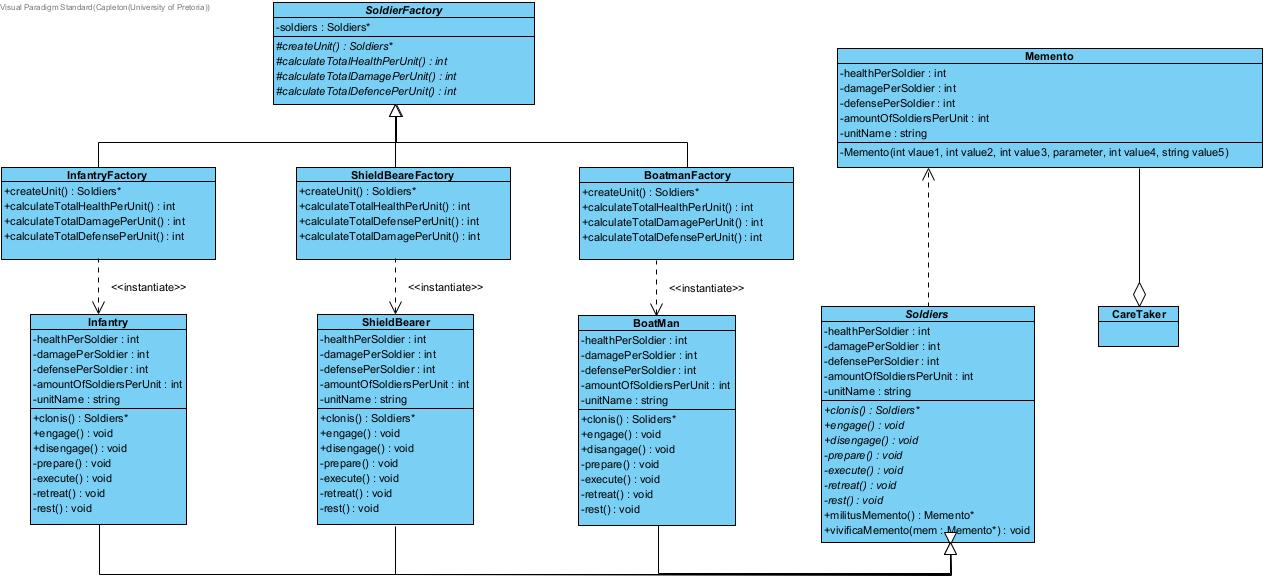 Visual Paradigm Standard(Capleton(University of Pretoria))
SoldierFactory
-soldiers : Soldiers*
#createUnit() : Soldiers*
#calculateTotalHealthPerUnit() : int
#calculateTotalDamagePerUnit() : int
#calculateTotalDefencePerUnit() : int
Memento
-healthPerSoldier : int
-damagePerSoldier : int
-defensePerSoldier : int
-amountOfSoldiersPerUnit : int
-unitName : string
-Memento(int vlaue1, int value2, int value3, parameter, int value4, string value5)
InfantryFactory
+createUnit() : Soldiers*
+calculateTotalHealthPerUnit() : int
+calculateTotalDamagePerUnit() : int
+calculateTotalDefensePerUnit() : int
ShieldBeareFactory
+createUnit() : Soldiers*
+calculateTotalHealthPerUnit() : int
+calculateTotalDefensePerUnit() : int
+calculateTotalDamagePerUnit() : int
BoatmanFactory
+createUnit() : Soldiers*
+calculateTotalHealthPerUnit() : int
+calculateTotalDamagePerUnit() : int
+calculateTotalDefensePerUnit() : int
<<instantiate>>
<<instantiate>>
<<instantiate>>
Infantry
-healthPerSoldier : int
-damagePerSoldier : int
-defensePerSoldier : int
-amountOfSoldiersPerUnit : int
-unitName : string
+clonis() : Soldiers*
+engage() : void
+disengage() : void
-prepare() : void
-execute() : void
-retreat() : void
-rest() : void
ShieldBearer
-healthPerSoldier : int
-damagePerSoldier : int
-defensePerSoldier : int
-amountOfSoldiersPerUnit : int
-unitName : string
+clonis() : Soldiers*
+engage() : void
+disengage() : void
-prepare() : void
-execute() : void
-retreat() : void
-rest() : void
BoatMan
-healthPerSoldier : int
-damagePerSoldier : int
-defensePerSoldier : int
-amountOfSoldiersPerUnit : int
-unitName : string
+clonis() : Soliders*
+engage() : void
+disangage() : void
-prepare() : void
-execute() : void
-retreat() : void
-rest() : void
Soldiers
-healthPerSoldier : int
-damagePerSoldier : int
-defensePerSoldier : int
-amountOfSoldiersPerUnit : int
-unitName : string
+clonis() : Soldiers*
+engage() : void
+disengage() : void
-prepare() : void
-execute() : void
-retreat() : void
-rest() : void
+militusMemento() : Memento*
+vivificaMemento(mem : Memento*) : void
CareTaker